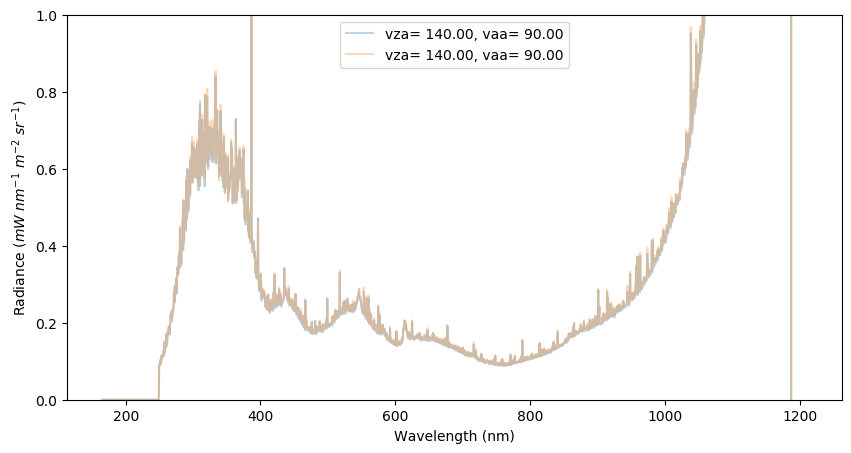 vza= 140.00, vaa= 90.00
vza= 140.00, vaa= 90.00
1.0
0.8
0.6
0.4
0.2
0.0
Radiance (mW nm⁻¹ m⁻² sr⁻¹)
200 400 600 800 1000 1200
Wavelength (nm)